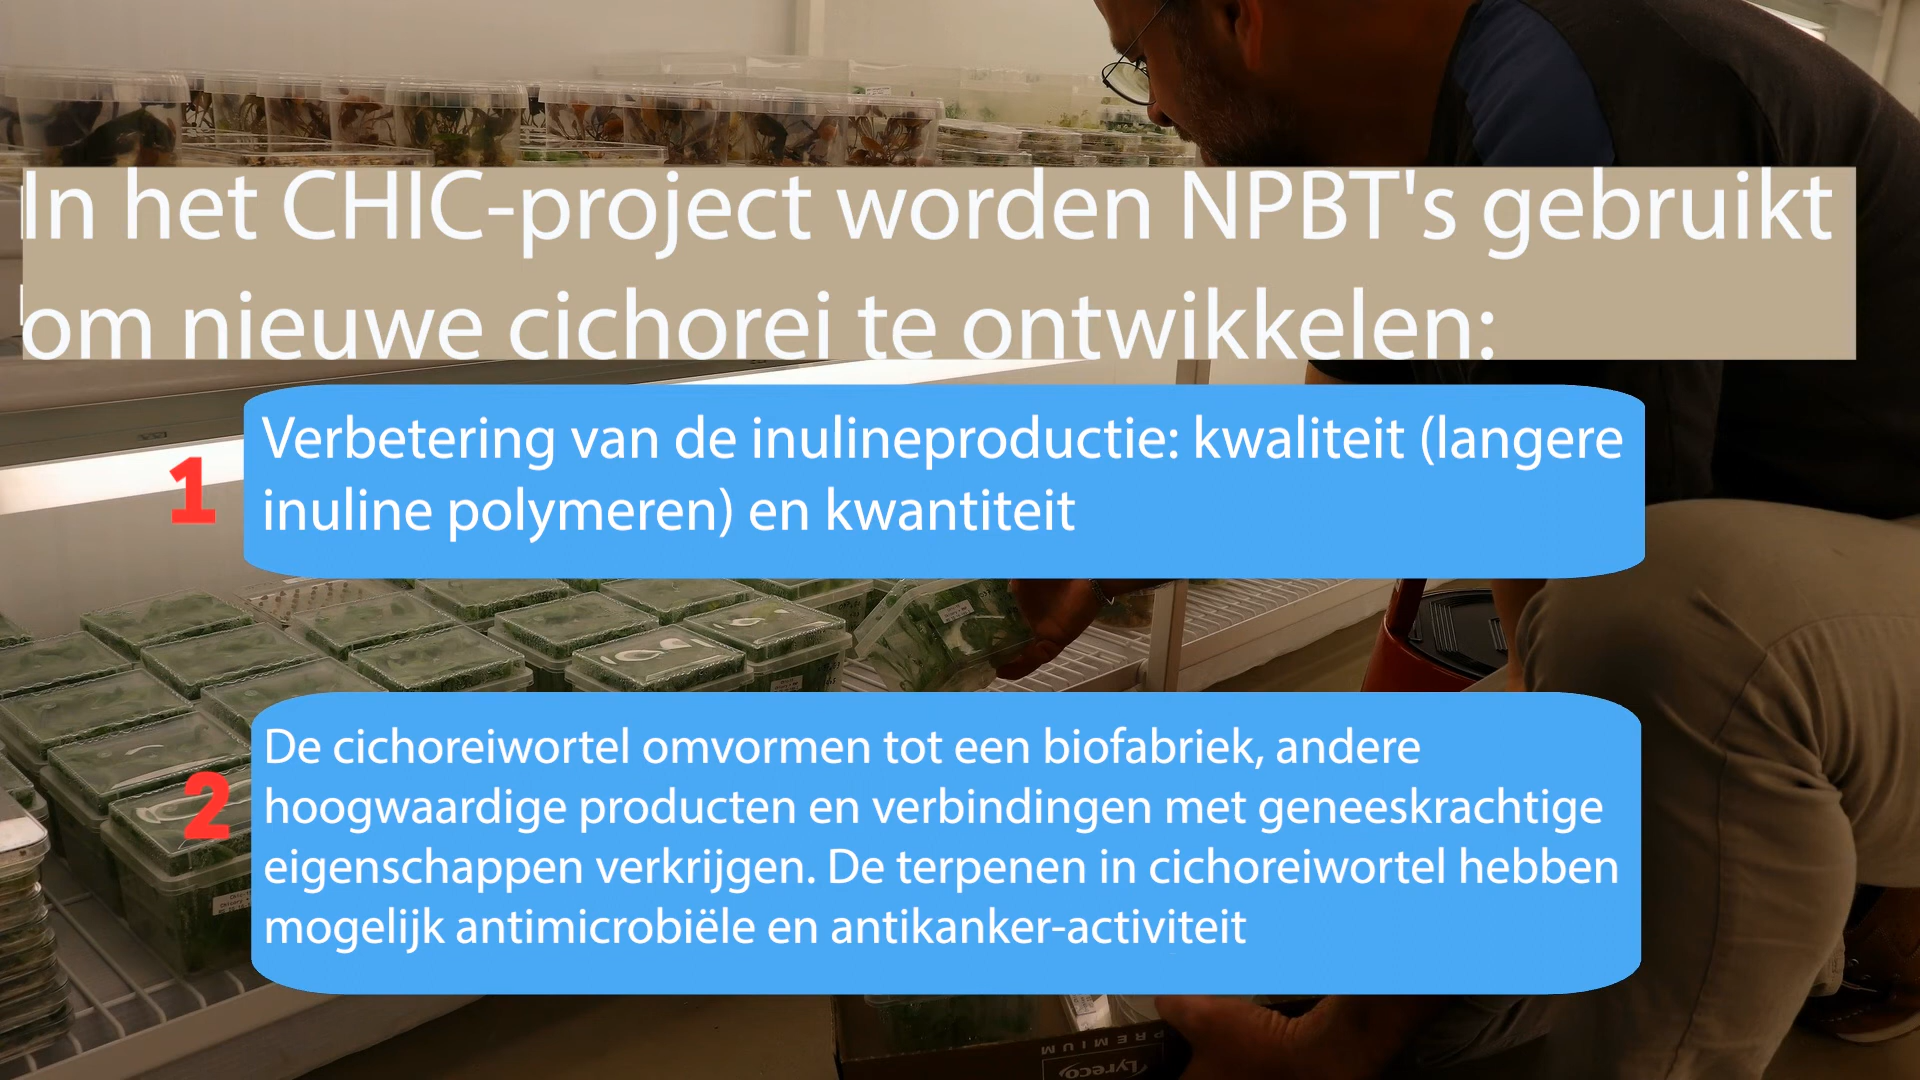 In het CHIC-project worden NPBT's gebruikt
om nieuwe cichorei te ontwikkelen:
1
Verbetering van de inulineproductie: kwaliteit (langere
inuline polymeren) en kwantiteit
2
De cichoreiwortel omvormen tot een biofabriek, andere
hoogwaardige producten en verbindingen met geneeskrachtige
eigenschappen verkrijgen. De terpenen in cichoreiwortel hebben
mogelijk antimicrobiële en antikanker-activiteit
PREMIUM
Lyreco